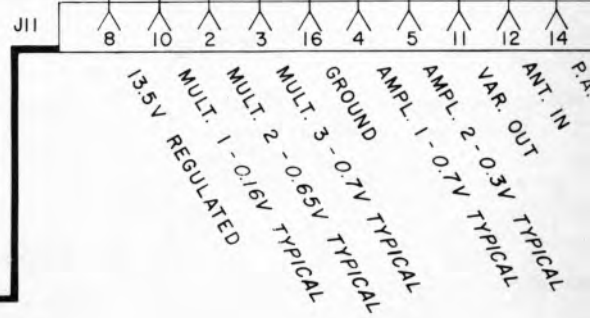 J11
8 10 2 3 16 4 5 11 12 14
13.5V REGULATED
MULT. 1 - 0.16V TYPICAL
MULT. 2 - 0.65V TYPICAL
MULT. 3 - 0.7V TYPICAL
GROUND
AMPL. 1 - 0.7V TYPICAL
AMPL. 2 - 0.3V TYPICAL
VAR. OUT
ANT. IN
P.A.